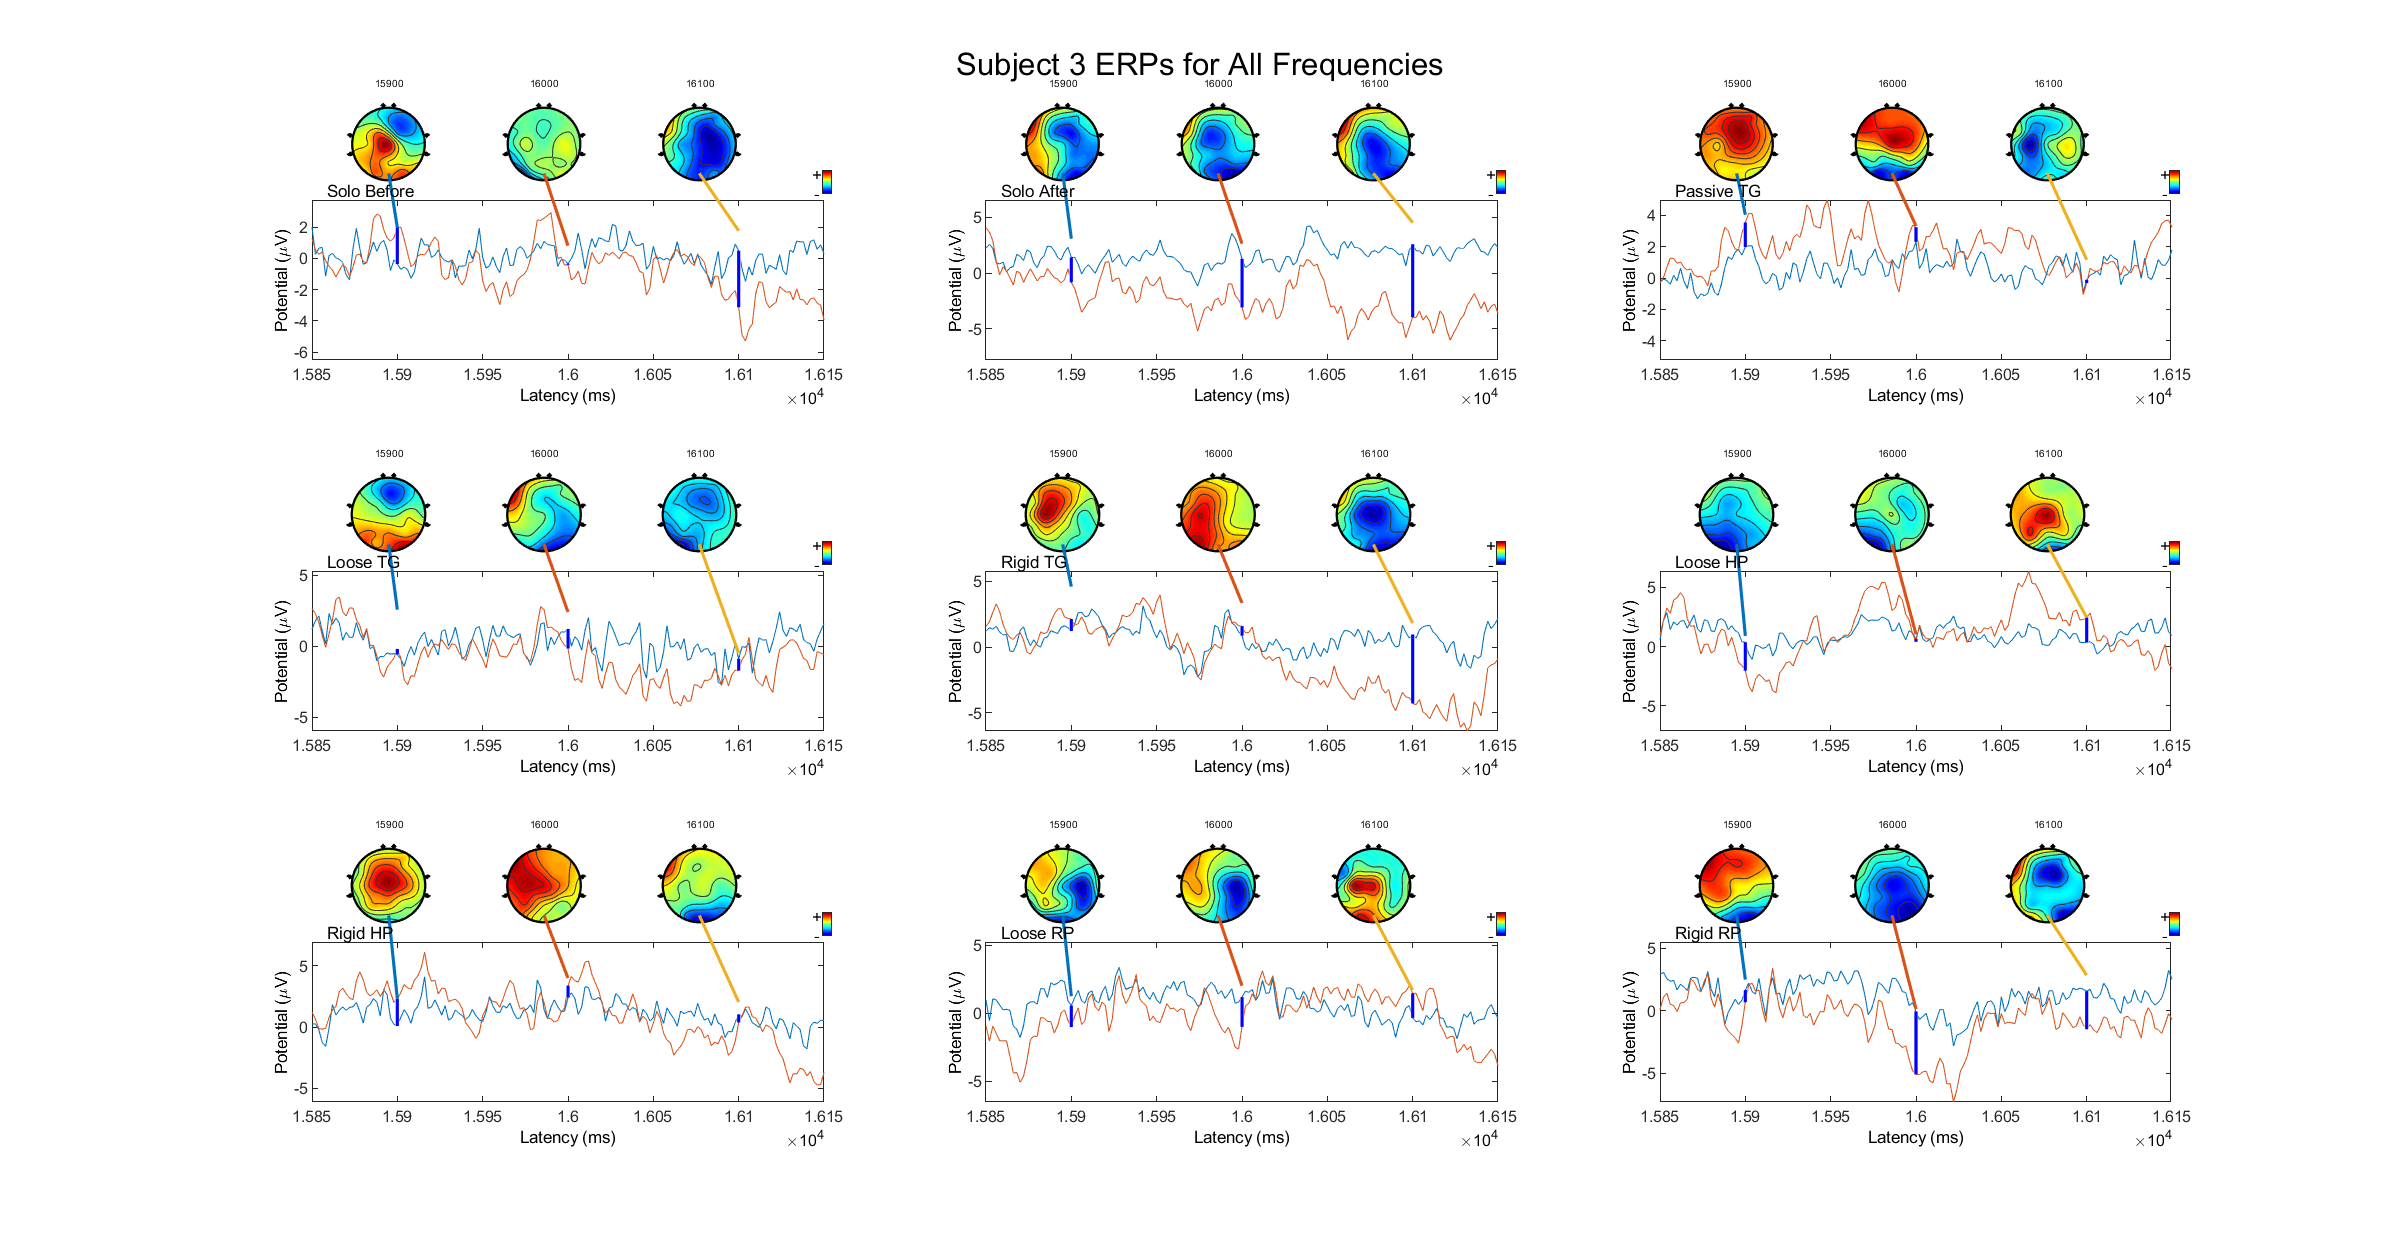 Subject 3 ERPs for All Frequencies
15900 16000 16100
+
-
Solo Before
Potential (μV)
2
0
-2
-4
-6
1.585 1.59 1.595 1.6 1.605 1.61 1.615
Latency (ms)
×10⁴
15900 16000 16100
+
-
Solo After
Potential (μV)
5
0
-5
1.585 1.59 1.595 1.6 1.605 1.61 1.615
Latency (ms)
×10⁴
15900 16000 16100
+
-
Passive TG
Potential (μV)
4
2
0
-2
-4
1.585 1.59 1.595 1.6 1.605 1.61 1.615
Latency (ms)
×10⁴
15900 16000 16100
+
-
Loose TG
Potential (μV)
5
0
-5
1.585 1.59 1.595 1.6 1.605 1.61 1.615
Latency (ms)
×10⁴
15900 16000 16100
+
-
Rigid TG
Potential (μV)
5
0
-5
1.585 1.59 1.595 1.6 1.605 1.61 1.615
Latency (ms)
×10⁴
15900 16000 16100
+
-
Loose HP
Potential (μV)
5
0
-5
1.585 1.59 1.595 1.6 1.605 1.61 1.615
Latency (ms)
×10⁴
15900 16000 16100
+
-
Rigid HP
Potential (μV)
5
0
-5
1.585 1.59 1.595 1.6 1.605 1.61 1.615
Latency (ms)
×10⁴
15900 16000 16100
+
-
Loose RP
Potential (μV)
5
0
-5
1.585 1.59 1.595 1.6 1.605 1.61 1.615
Latency (ms)
×10⁴
15900 16000 16100
+
-
Rigid RP
Potential (μV)
5
0
-5
1.585 1.59 1.595 1.6 1.605 1.61 1.615
Latency (ms)
×10⁴